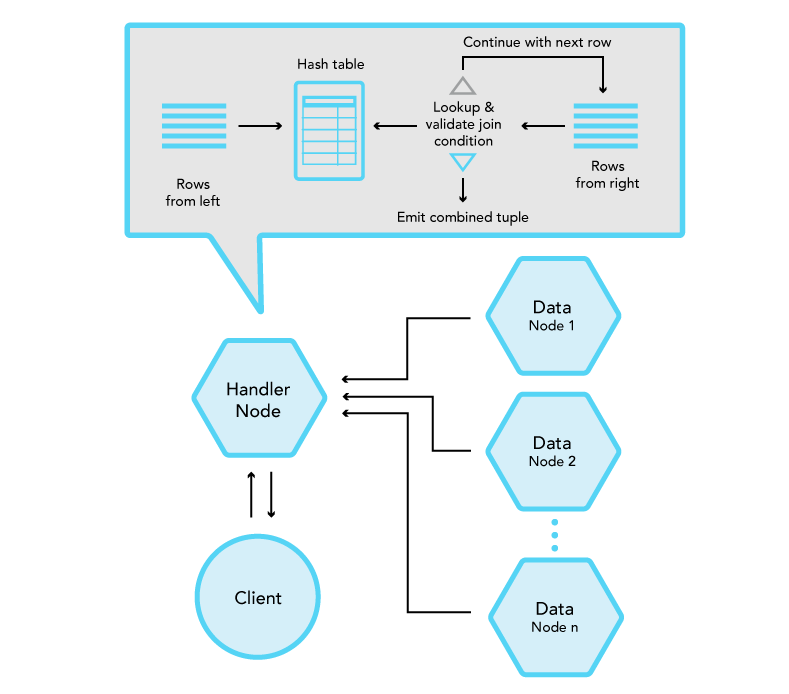 Continue with next row
Hash table
Lookup &
validate join
condition
Rows
from left
Rows
from right
Emit combined tuple
Data
Node 1
Handler
Node
Data
Node 2
Client
Data
Node n